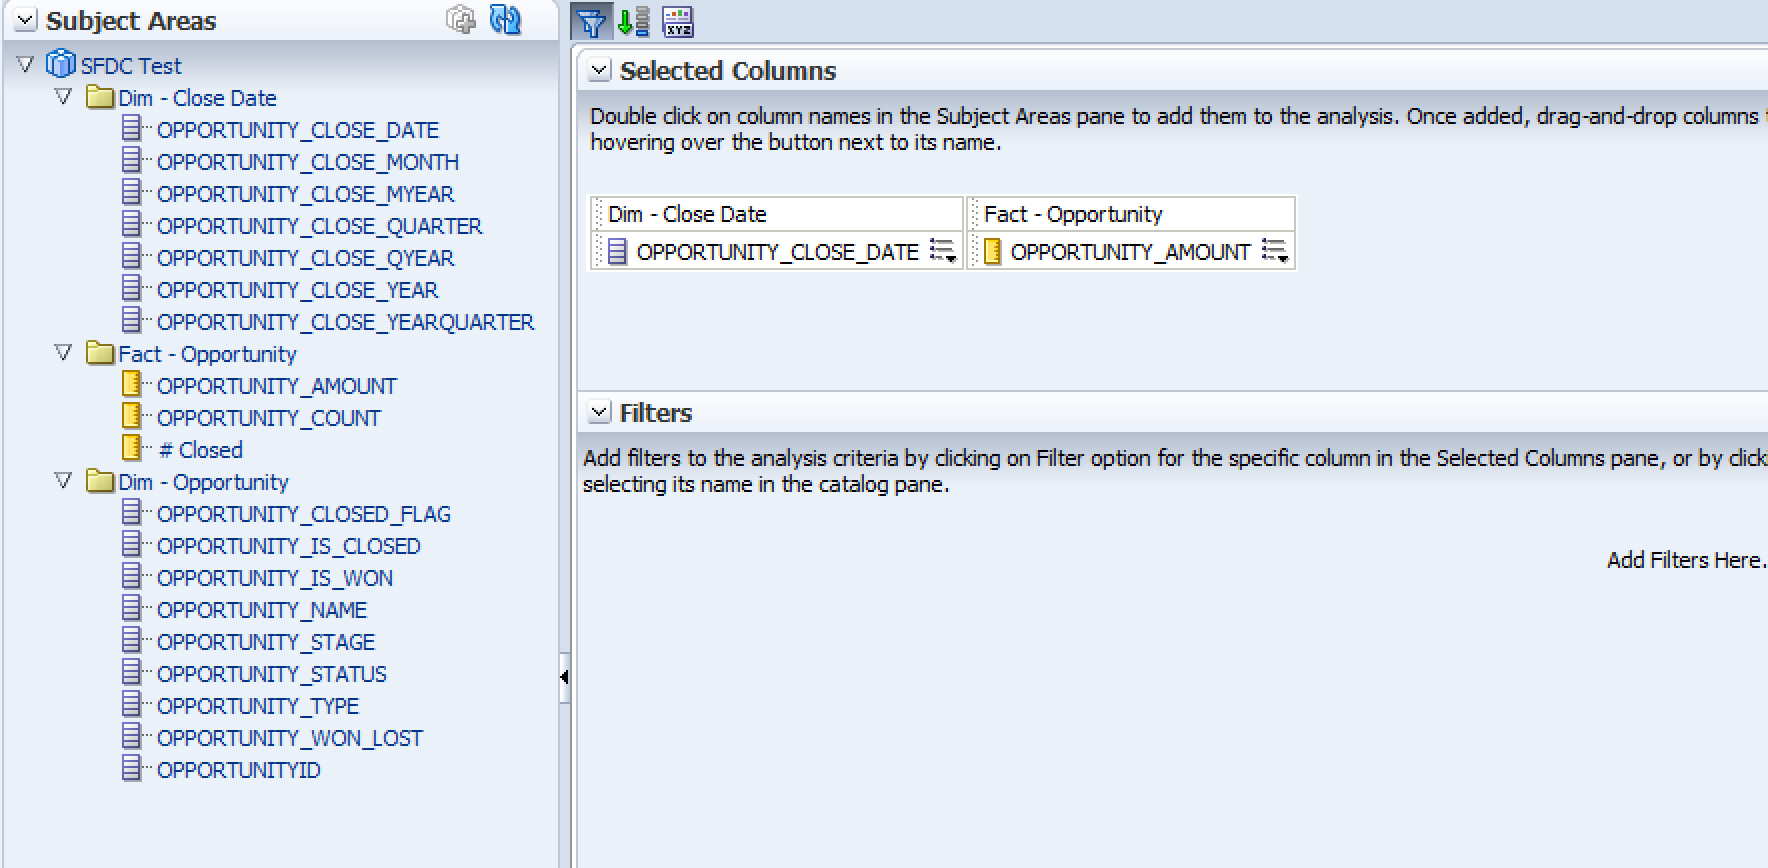 Subject Areas
SFDC Test
Dim - Close Date
OPPORTUNITY_CLOSE_DATE
OPPORTUNITY_CLOSE_MONTH
OPPORTUNITY_CLOSE_MYEAR
OPPORTUNITY_CLOSE_QUARTER
OPPORTUNITY_CLOSE_QYEAR
OPPORTUNITY_CLOSE_YEAR
OPPORTUNITY_CLOSE_YEARQUARTER
Fact - Opportunity
OPPORTUNITY_AMOUNT
OPPORTUNITY_COUNT
# Closed
Dim - Opportunity
OPPORTUNITY_CLOSED_FLAG
OPPORTUNITY_IS_CLOSED
OPPORTUNITY_IS_WON
OPPORTUNITY_NAME
OPPORTUNITY_STAGE
OPPORTUNITY_STATUS
OPPORTUNITY_TYPE
OPPORTUNITY_WON_LOST
OPPORTUNITYID
XYZ
Selected Columns
Double click on column names in the Subject Areas pane to add them to the analysis. Once added, drag-and-drop columns
hovering over the button next to its name.
Dim - Close Date Fact - Opportunity
OPPORTUNITY_CLOSE_DATE OPPORTUNITY_AMOUNT
Filters
Add filters to the analysis criteria by clicking on Filter option for the specific column in the Selected Columns pane, or by clicki
selecting its name in the catalog pane.
Add Filters Here.